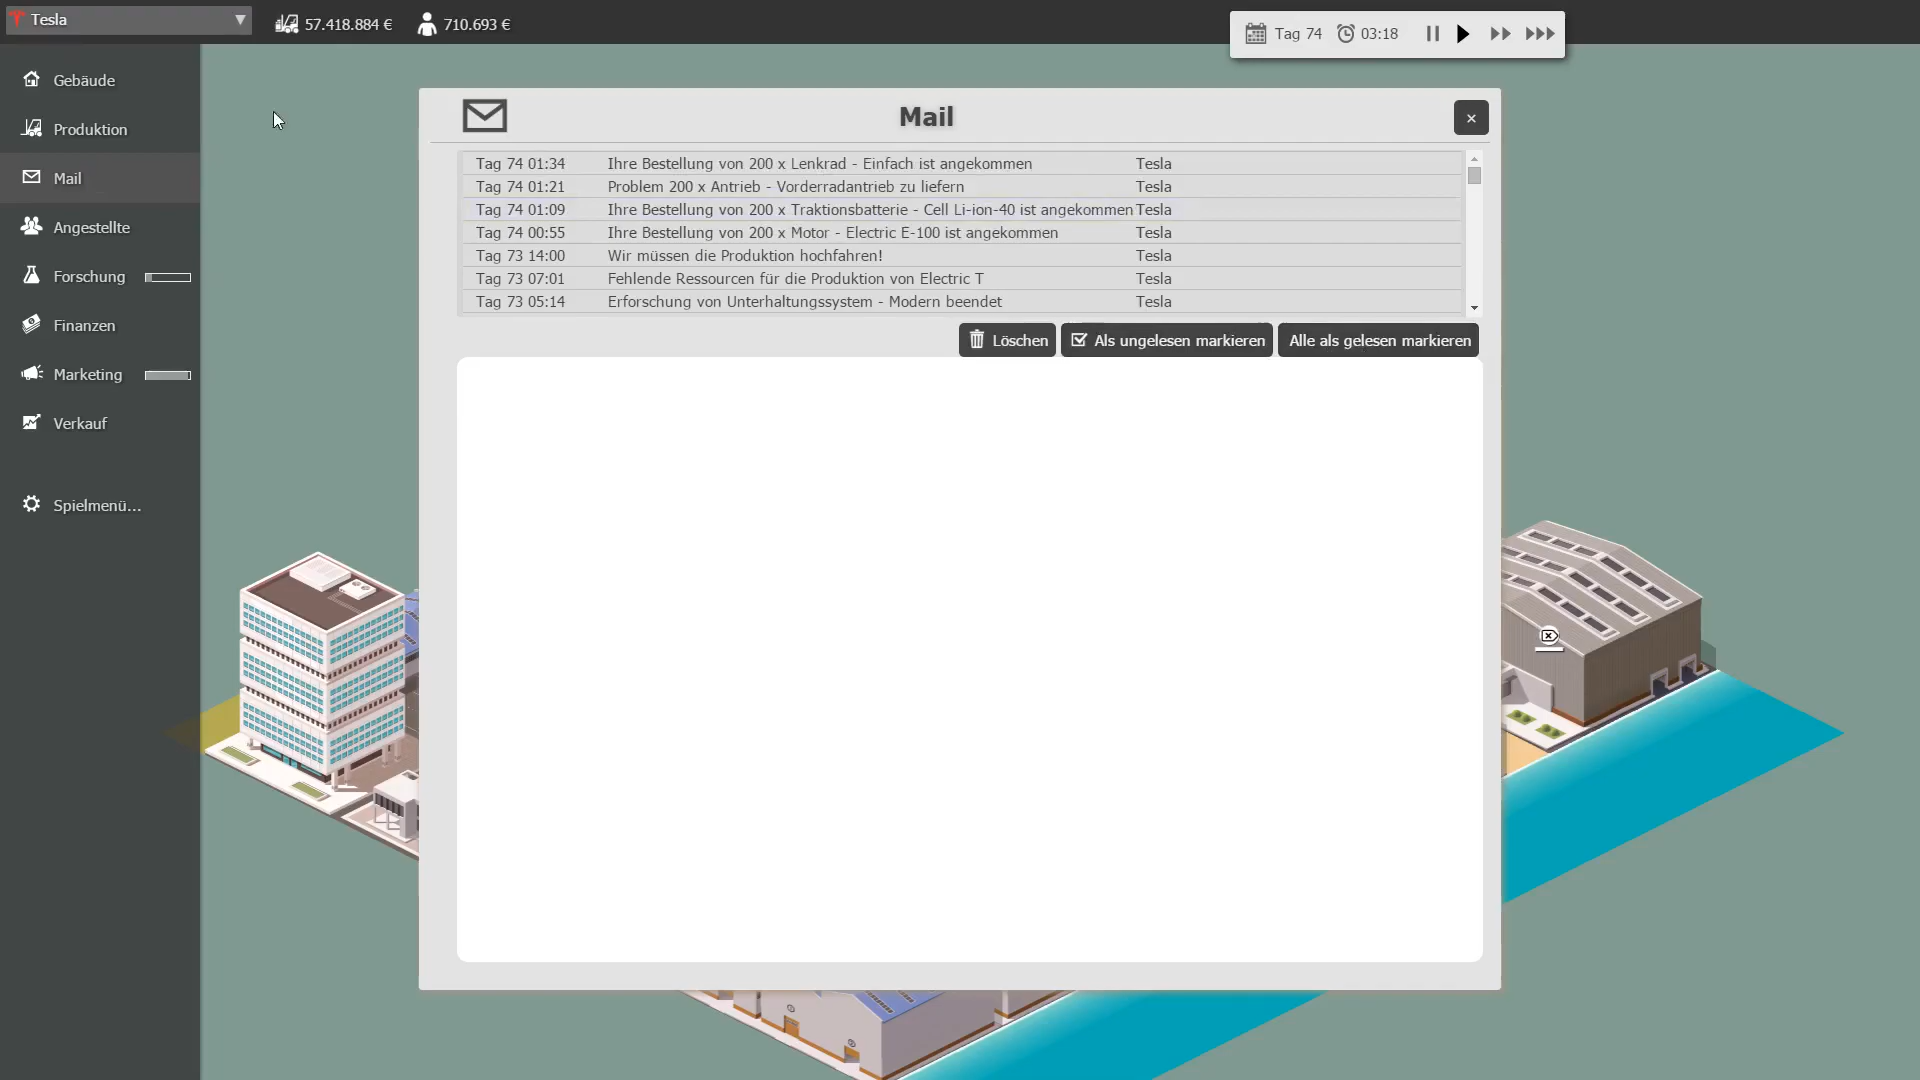 Tesla
57.418.884 €
710.693 €
Tag 74
03:18
Gebäude
Produktion
Mail
Angestellte
Forschung
Finanzen
Marketing
Verkauf
Spielmenü...
Mail
Tag 74 01:34 Ihre Bestellung von 200 x Lenkrad - Einfach ist angekommen Tesla
Tag 74 01:21 Problem 200 x Antrieb - Vorderradantrieb zu liefern Tesla
Tag 74 01:09 Ihre Bestellung von 200 x Traktionsbatterie - Cell Li-ion-40 ist angekommen Tesla
Tag 74 00:55 Ihre Bestellung von 200 x Motor - Electric E-100 ist angekommen Tesla
Tag 73 14:00 Wir müssen die Produktion hochfahren! Tesla
Tag 73 07:01 Fehlende Ressourcen für die Produktion von Electric T Tesla
Tag 73 05:14 Erforschung von Unterhaltungssystem - Modern beendet Tesla
Löschen
Als ungelesen markieren
Alle als gelesen markieren